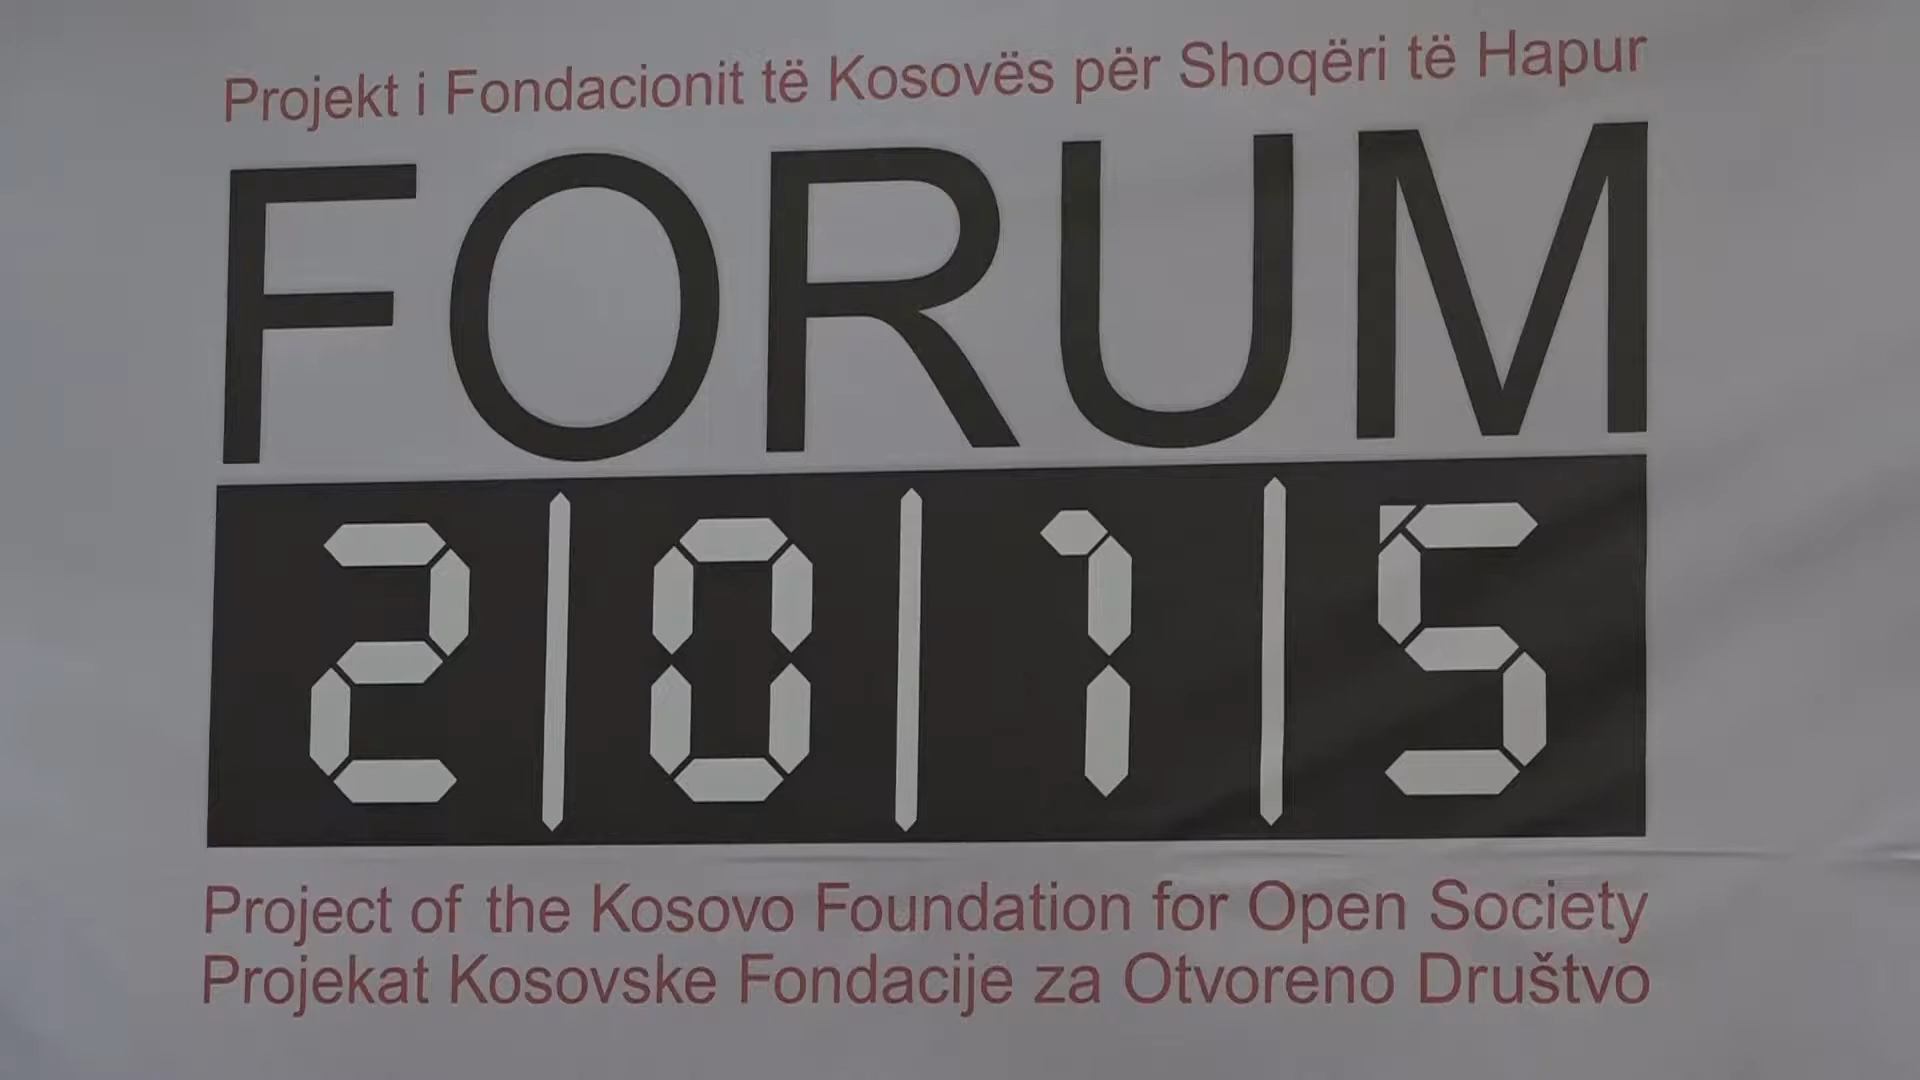 Projekt i Fondacionit të Kosovës për Shoqëri të Hapur
FORUM
2015
Project of the Kosovo Foundation for Open Society
Projekat Kosovske Fondacije za Otvoreno Društvo